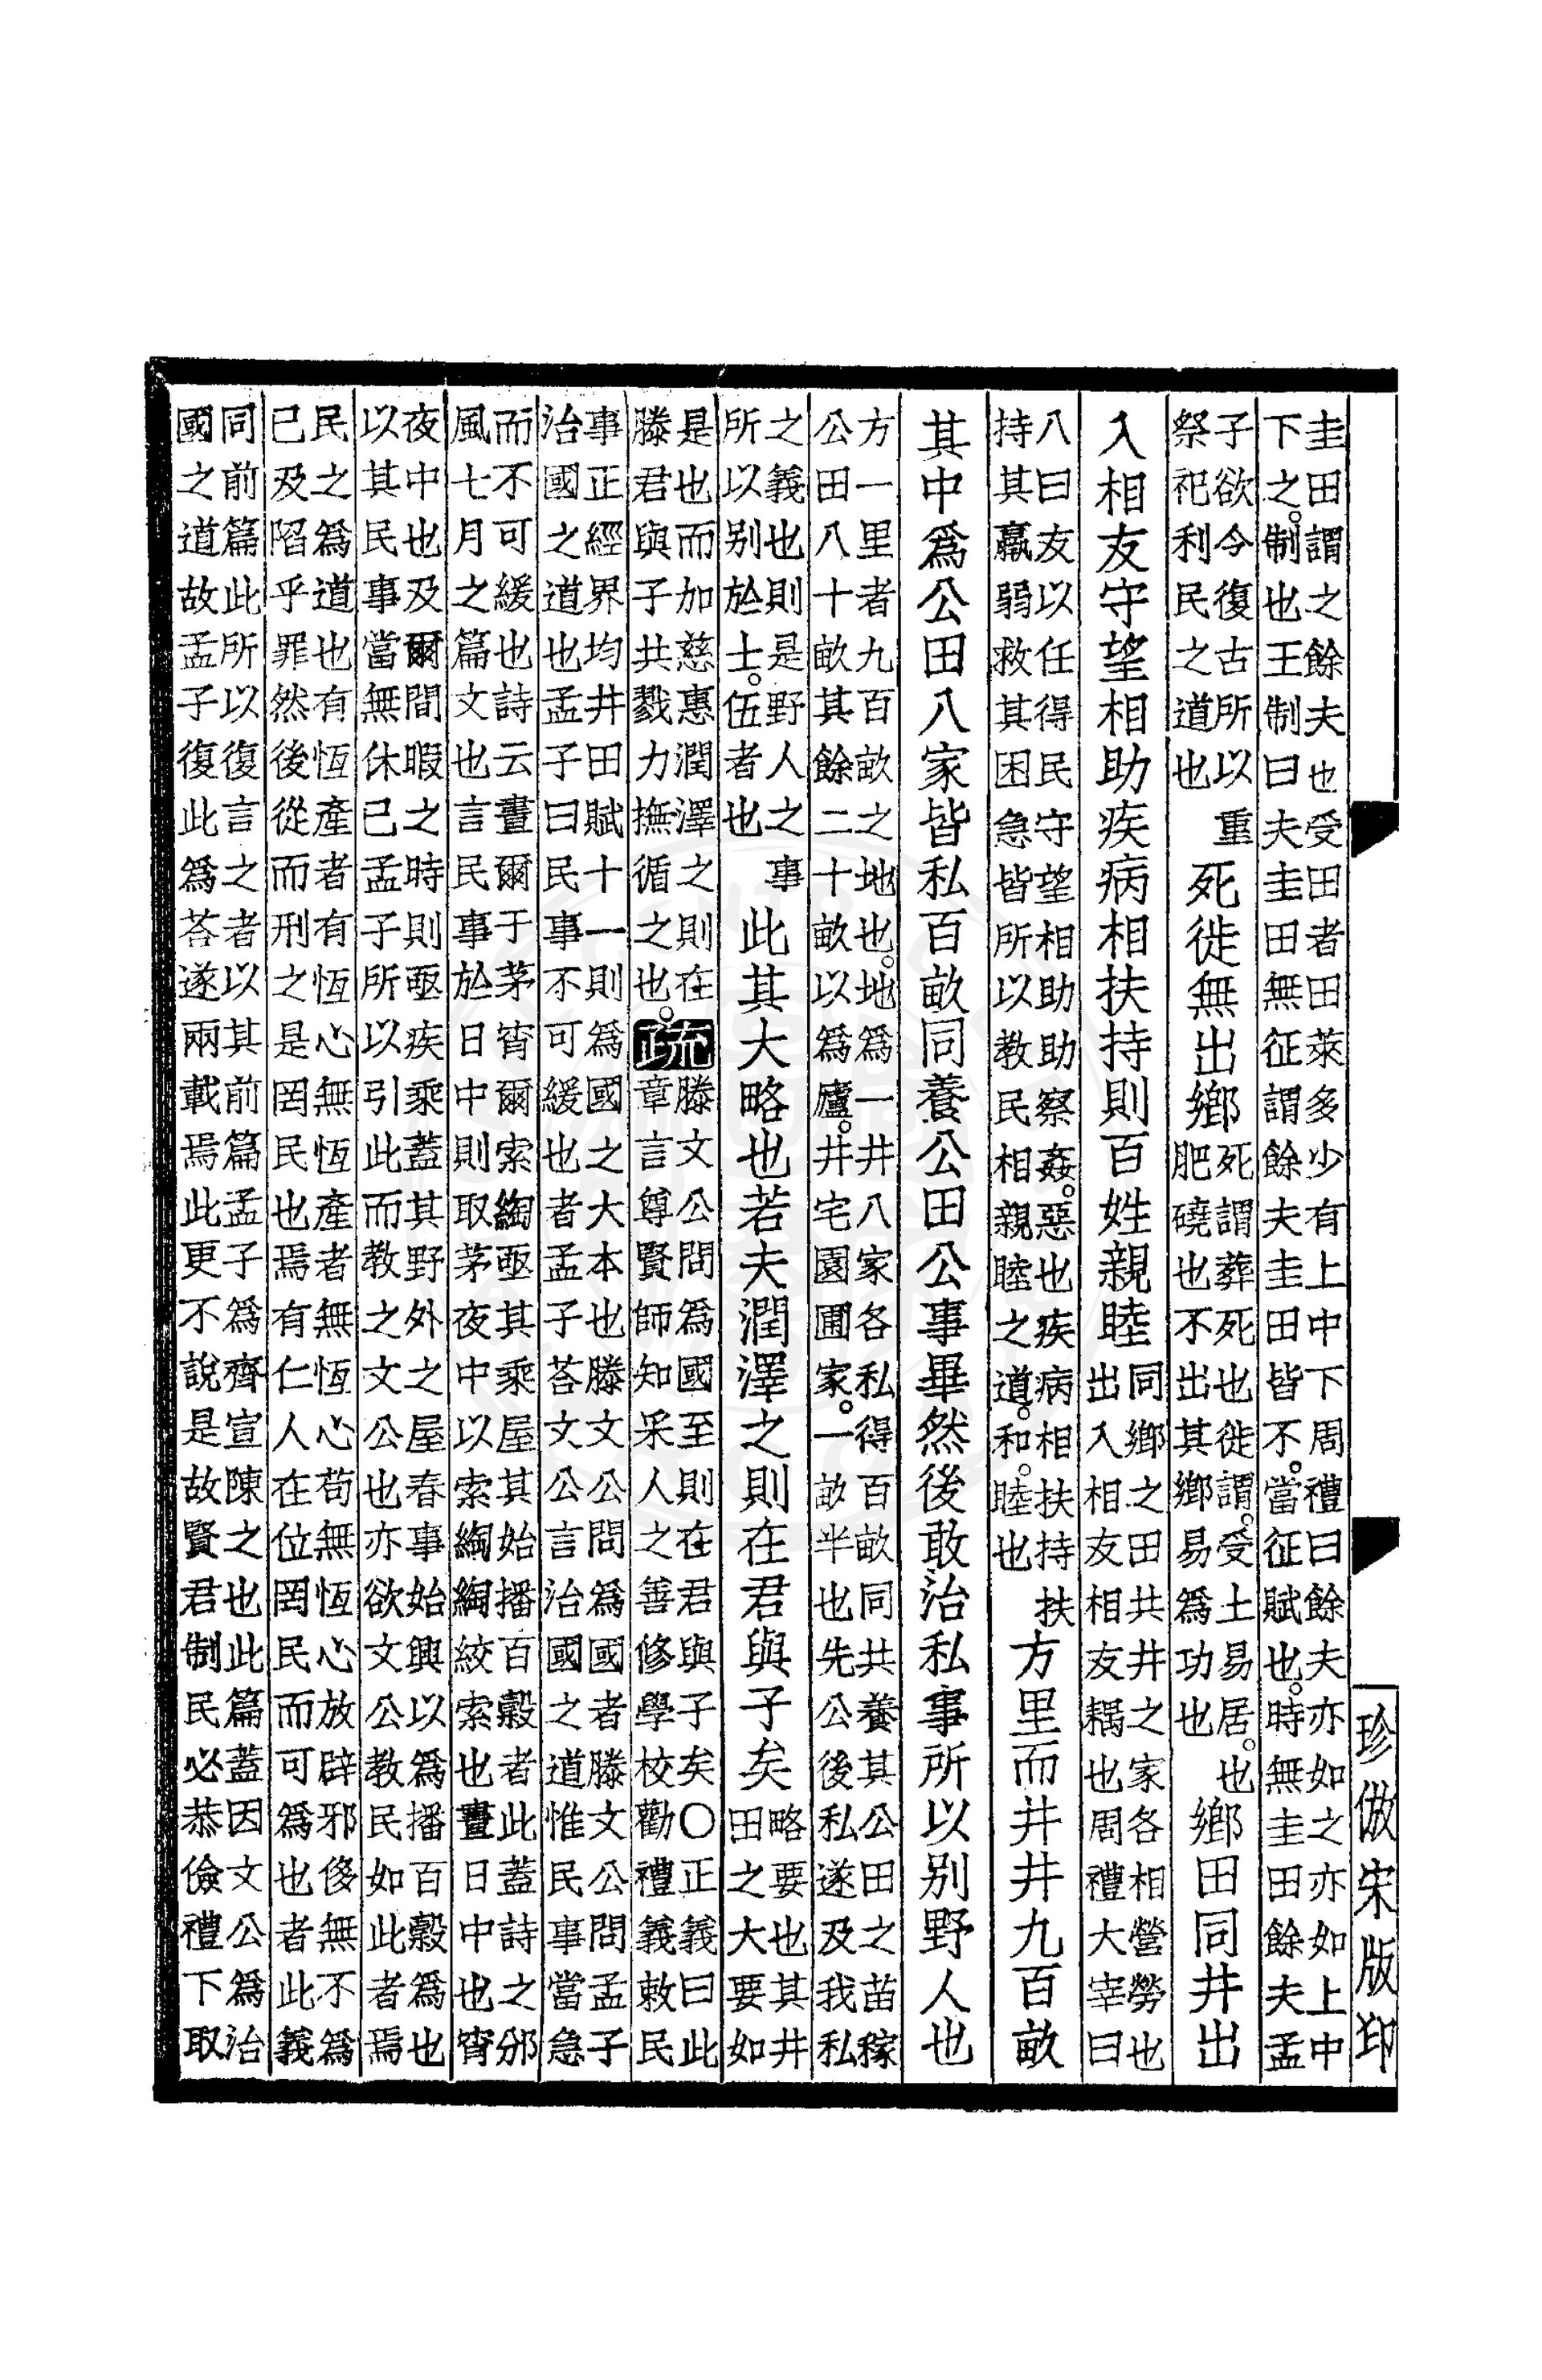 珍倣宋版印
圭田謂之餘夫也受田者田萊多少有上中下周禮曰餘夫亦如之亦如上中
下之制也王制曰夫圭田無征謂餘夫圭田皆不當征賦也時無圭田餘夫孟
子欲令復古所以重
祭祀利民之道也
死徙無出鄉
死謂葬死也徙謂受土易居也
肥磽也不出其鄉易爲功也
鄉田同井出
入相友守望相助疾病相扶持則百姓親睦
同鄉之田共井之家各相營勞也
出入相友相友耦也周禮大宰曰
八曰友以任得民守望相助助察姦惡也疾病相扶持扶
持其羸弱救其困急皆所以教民相親睦之道和睦也
方里而井井九百畝
其中爲公田八家皆私百畝同養公田公事畢然後敢治私事所以別野人也
方一里者九百畝之地也地爲一井八家各私得百畝同共養其公田之苗稼
公田八十畝其餘二十畝以爲廬井宅園圃家一畝半也先公後私遂及我私
之義也則是野人之事
所以別於士伍者也
此其大略也若夫潤澤之則在君與子矣
略要也其井
田之大要如
是也而加慈惠潤澤之則在
滕君與子共戮力撫循之也
疏
滕文公問爲國至則在君與子矣○正義曰此
章言尊賢師知采人之善修學校勸禮義敕民
事正經界均井田賦十一則爲國之大本也滕文公問爲國者滕文公問孟子
治國之道也孟子曰民事不可緩也者孟子荅文公言治國之道惟民事當急
而不可緩也詩云晝爾于茅宵爾索綯亟其乘屋其始播百穀者此蓋詩之邠
風七月之篇文也言民事於日中則取茅夜中以索綯綯絞索也晝日中也宵
夜中也及爾閒暇之時則亟疾乘蓋其野外之屋春事始興以爲播百穀爲也
以其民事當無休已孟子所以引此而教之文公也亦欲文公教民如此者焉
民之爲道也有恆產者有恆心無恆產者無恆心苟無恆心放辟邪侈無不爲
已及陷乎罪然後從而刑之是罔民也焉有仁人在位罔民而可爲也者此義
同前篇此所以復言之者以其前篇孟子爲齊宣陳之也此篇蓋因文公爲治
國之道故孟子復此爲荅遂兩載焉此更不說是故賢君制民必恭儉禮下取